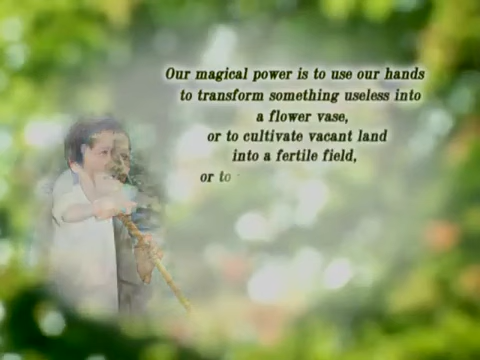 Our magical power is to use our hands
to transform something useless into
a flower vase,
or to cultivate vacant land
into a fertile field,
or to